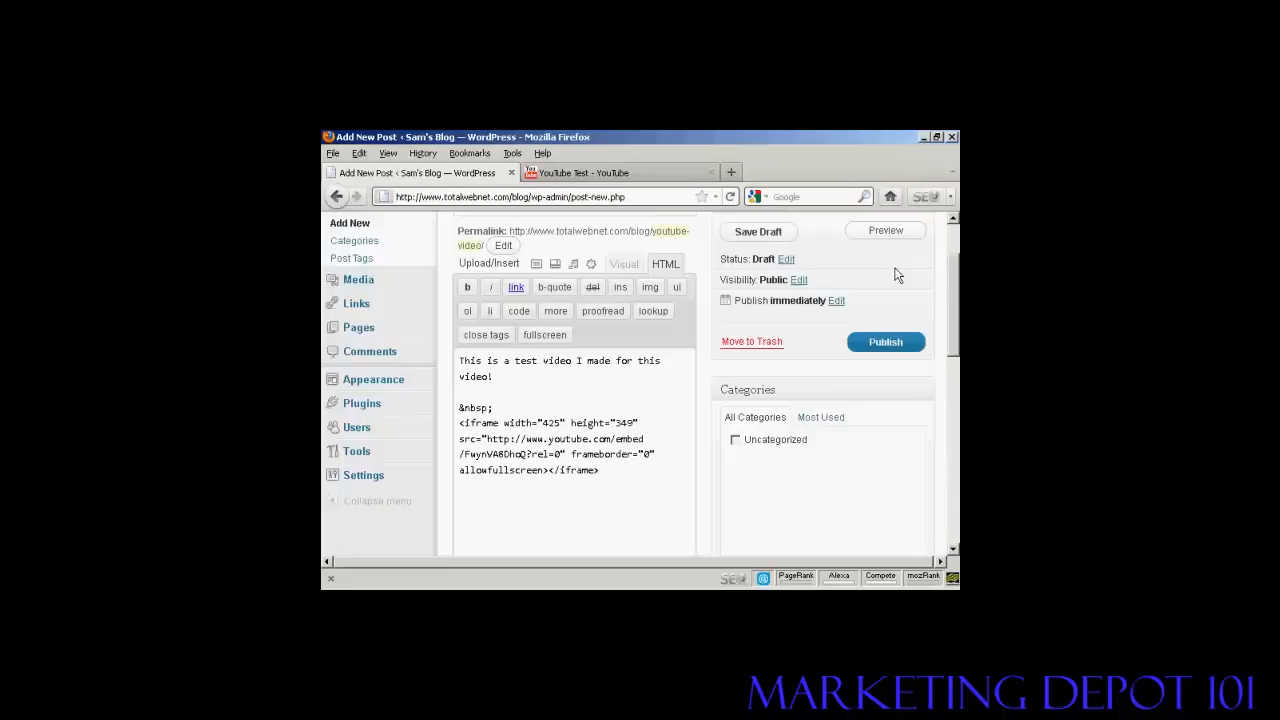 Add New Post ‹ Sam's Blog — WordPress - Mozilla Firefox
File Edit View History Bookmarks Tools Help
Add New Post ‹ Sam's Blog — WordPress × You Tube YouTube Test - YouTube × +
http://www.totalwebnet.com/blog/wp-admin/post-new.php Google SEO
Add New
Categories
Post Tags
Media
Links
Pages
Comments
Appearance
Plugins
Users
Tools
Settings
Collapse menu
Permalink: http://www.totalwebnet.com/blog/youtube-
video/ Edit
Upload/Insert Visual HTML
b i link b-quote del ins img ul
ol li code more proofread lookup
close tags fullscreen
This is a test video I made for this
video!
&nbsp;
<iframe width="425" height="349"
src="http://www.youtube.com/embed
/FwynVA6DhoQ?rel=0" frameborder="0"
allowfullscreen></iframe>
Save Draft Preview
Status: Draft Edit
Visibility: Public Edit
Publish immediately Edit
Move to Trash Publish
Categories
All Categories Most Used
Uncategorized
× SEO PageRank Alexa Compete mozRank
MARKETING DEPOT 101